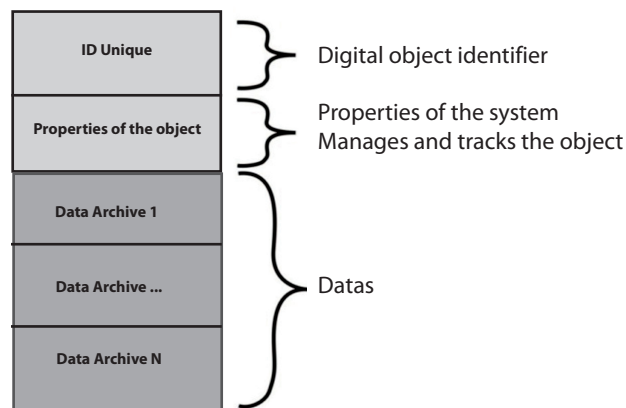 ID Unique
Digital object identifier
Properties of the object
Properties of the system
Manages and tracks the object
Data Archive 1
Data Archive ...
Datas
Data Archive N